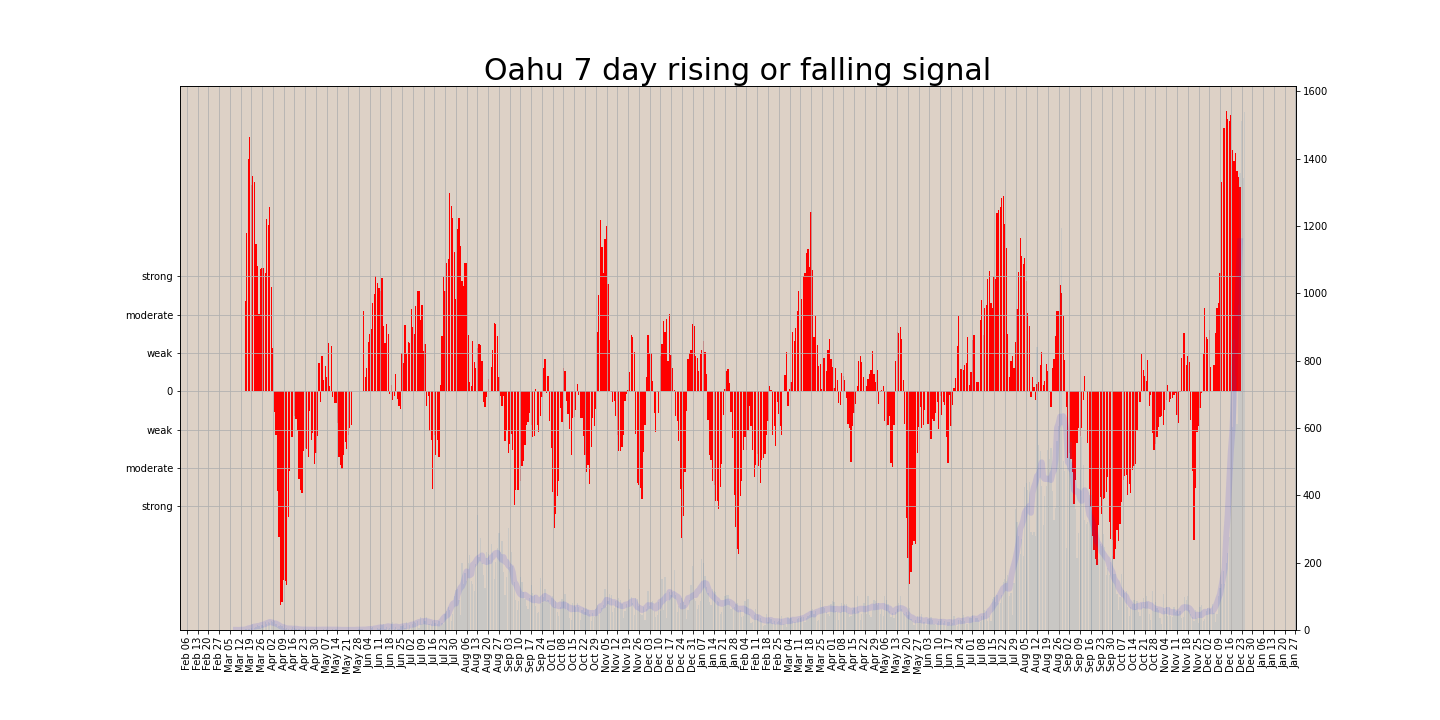 Oahu 7 day rising or falling signal
strong
moderate
weak
0
weak
moderate
strong
1600
1400
1200
1000
800
600
400
200
0
Feb 06
Feb 13
Feb 20
Feb 27
Mar 05
Mar 12
Mar 19
Mar 26
Apr 02
Apr 09
Apr 16
Apr 23
Apr 30
May 07
May 14
May 21
May 28
Jun 04
Jun 11
Jun 18
Jun 25
Jul 02
Jul 09
Jul 16
Jul 23
Jul 30
Aug 06
Aug 13
Aug 20
Aug 27
Sep 03
Sep 10
Sep 17
Sep 24
Oct 01
Oct 08
Oct 15
Oct 22
Oct 29
Nov 05
Nov 12
Nov 19
Nov 26
Dec 03
Dec 10
Dec 17
Dec 24
Dec 31
Jan 07
Jan 14
Jan 21
Jan 28
Feb 04
Feb 11
Feb 18
Feb 25
Mar 04
Mar 11
Mar 18
Mar 25
Apr 01
Apr 08
Apr 15
Apr 22
Apr 29
May 06
May 13
May 20
May 27
Jun 03
Jun 10
Jun 17
Jun 24
Jul 01
Jul 08
Jul 15
Jul 22
Jul 29
Aug 05
Aug 12
Aug 19
Aug 26
Sep 02
Sep 09
Sep 16
Sep 23
Sep 30
Oct 07
Oct 14
Oct 21
Oct 28
Nov 04
Nov 11
Nov 18
Nov 25
Dec 02
Dec 09
Dec 16
Dec 23
Dec 30
Jan 06
Jan 13
Jan 20
Jan 27